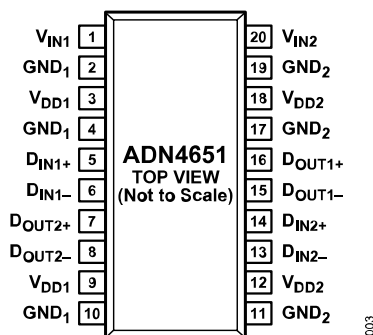 VIN1 1 20 VIN2
GND1 2 19 GND2
VDD1 3 18 VDD2
GND1 4 17 GND2
DIN1+ 5 ADN4651 16 DOUT1+
DIN1– 6 TOP VIEW (Not to Scale) 15 DOUT1–
DOUT2+ 7 14 DIN2+
DOUT2– 8 13 DIN2–
VDD1 9 12 VDD2
GND1 10 11 GND2
003